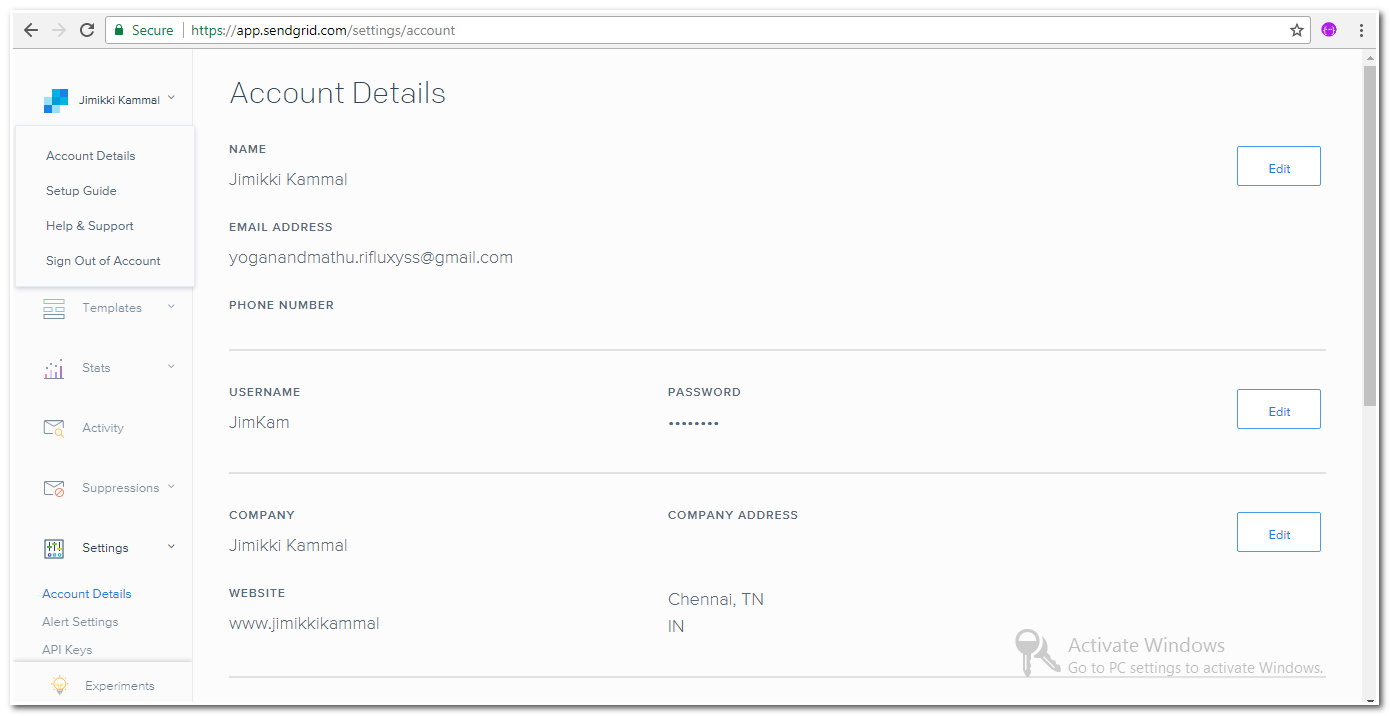 Secure https://app.sendgrid.com/settings/account
Jimikki Kammal
Account Details
Setup Guide
Help & Support
Sign Out of Account
Templates
Stats
Activity
Suppressions
Settings
Account Details
Alert Settings
API Keys
Experiments
Account Details
NAME
Jimikki Kammal
Edit
EMAIL ADDRESS
yoganandmathu.rifluxyss@gmail.com
PHONE NUMBER
USERNAME
JimKam
PASSWORD
••••••••
Edit
COMPANY
Jimikki Kammal
COMPANY ADDRESS
Edit
WEBSITE
www.jimikkikammal
Chennai, TN
IN
Activate Windows
Go to PC settings to activate Windows.